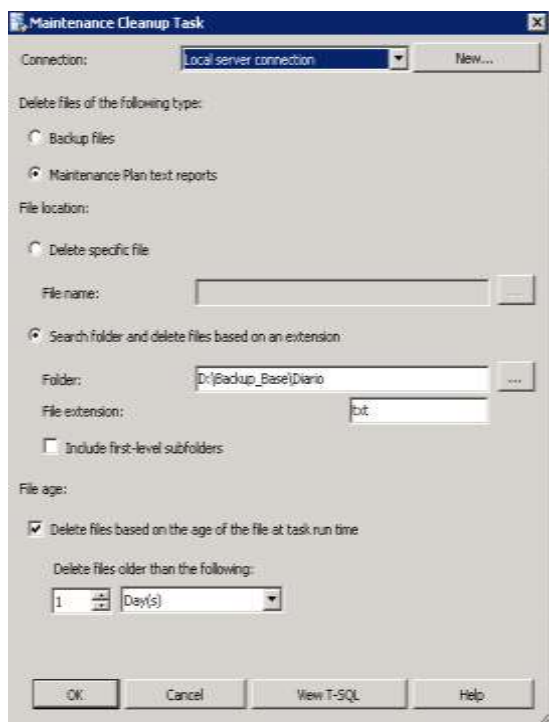 Maintenance Cleanup Task
Connection: Local server connection New...
Delete files of the following type:
Backup files
Maintenance Plan text reports
File location:
Delete specific file
File name: ...
Search folder and delete files based on an extension
Folder: D:\Backup_Base\Diario ...
File extension: txt
Include first-level subfolders
File age:
Delete files based on the age of the file at task run time
Delete files older than the following:
1 Day(s)
OK Cancel View T-SQL Help